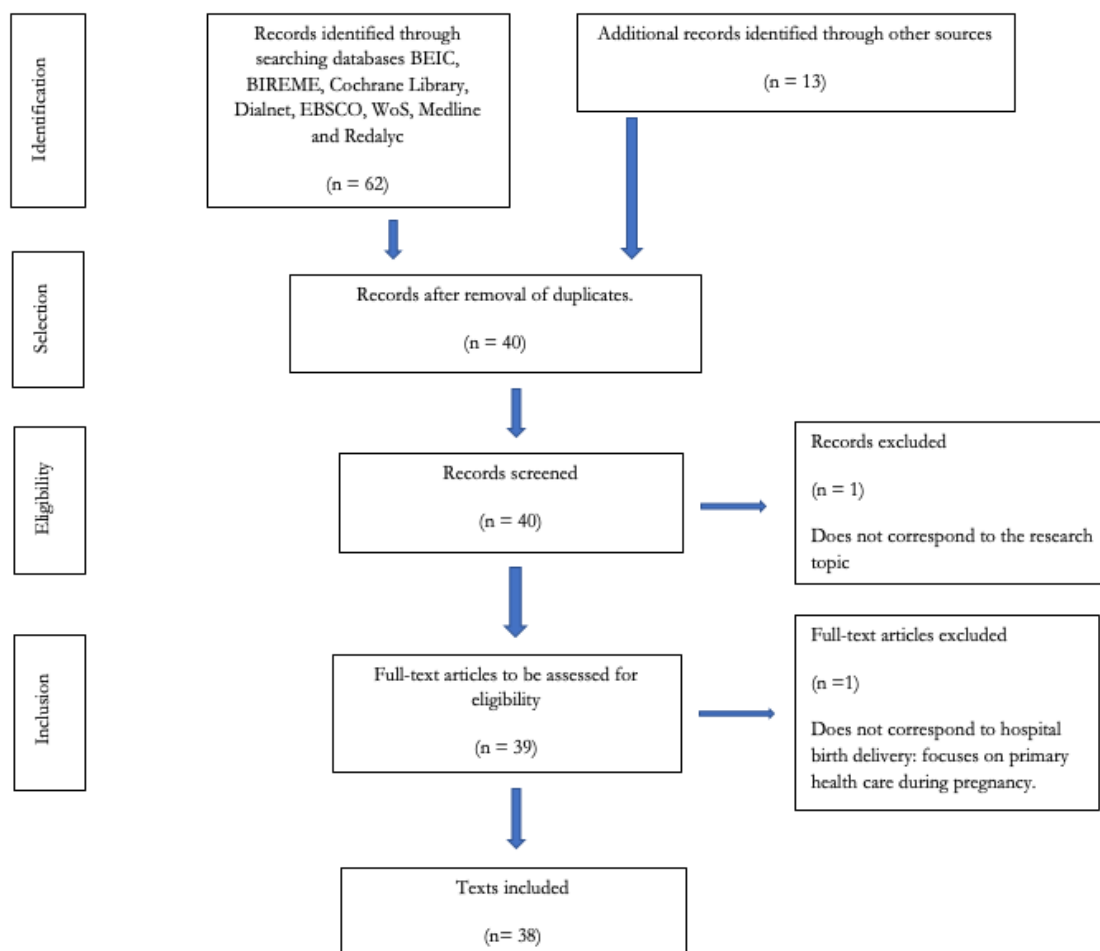 Identification
Records identified through
searching databases BEIC,
BIREME, Cochrane Library,
Dialnet, EBSCO, WoS, Medline
and Redalyc
(n = 62)
Additional records identified through other sources
(n = 13)
Selection
Records after removal of duplicates.
(n = 40)
Eligibility
Records screened
(n = 40)
Records excluded
(n = 1)
Does not correspond to the research
topic
Inclusion
Full-text articles to be assessed for
eligibility
(n = 39)
Full-text articles excluded
(n =1)
Does not correspond to hospital
birth delivery: focuses on primary
health care during pregnancy.
Texts included
(n= 38)